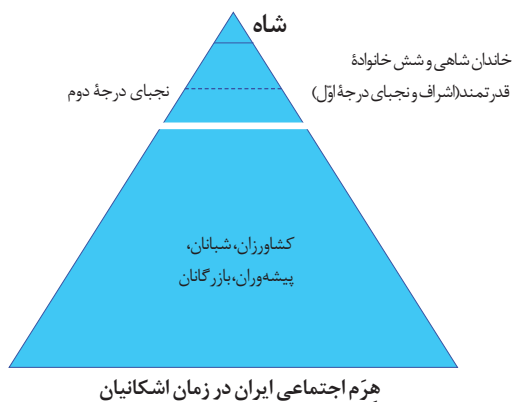 شاه
خاندان شاهی و شش خانوادهٔ
قدرتمند(اشراف و نجبای درجهٔ اوّل)
نجبای درجهٔ دوم
کشاورزان، شبانان،
پیشه‌وران، بازرگانان
هرَم اجتماعی ایران در زمان اشکانیان